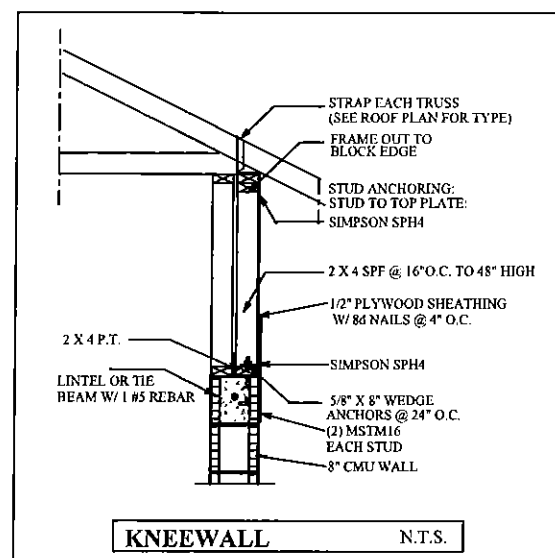 STRAP EACH TRUSS
(SEE ROOF PLAN FOR TYPE)
FRAME OUT TO
BLOCK EDGE
STUD ANCHORING:
STUD TO TOP PLATE:
SIMPSON SPH4
2 X 4 SPF @ 16"O.C. TO 48" HIGH
1/2" PLYWOOD SHEATHING
W/ 8d NAILS @ 4" O.C.
2 X 4 P.T.
SIMPSON SPH4
LINTEL OR TIE
BEAM W/ 1 #5 REBAR
5/8" X 8" WEDGE
ANCHORS @ 24" O.C.
(2) MSTM16
EACH STUD
8" CMU WALL
KNEEWALL N.T.S.